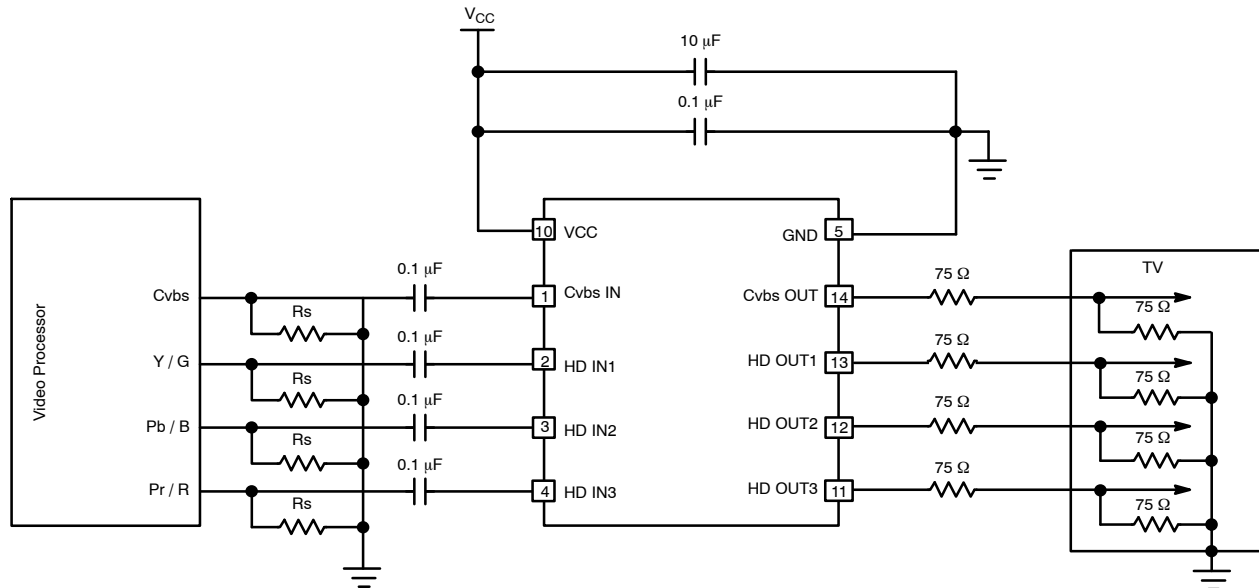 V_CC
10 μF
0.1 μF
Video Processor
Cvbs
Y / G
Pb / B
Pr / R
Rs
Rs
Rs
Rs
0.1 μF
0.1 μF
0.1 μF
0.1 μF
10 VCC
1 Cvbs IN
2 HD IN1
3 HD IN2
4 HD IN3
GND 5
Cvbs OUT 14
HD OUT1 13
HD OUT2 12
HD OUT3 11
75 Ω
75 Ω
75 Ω
75 Ω
TV
75 Ω
75 Ω
75 Ω
75 Ω